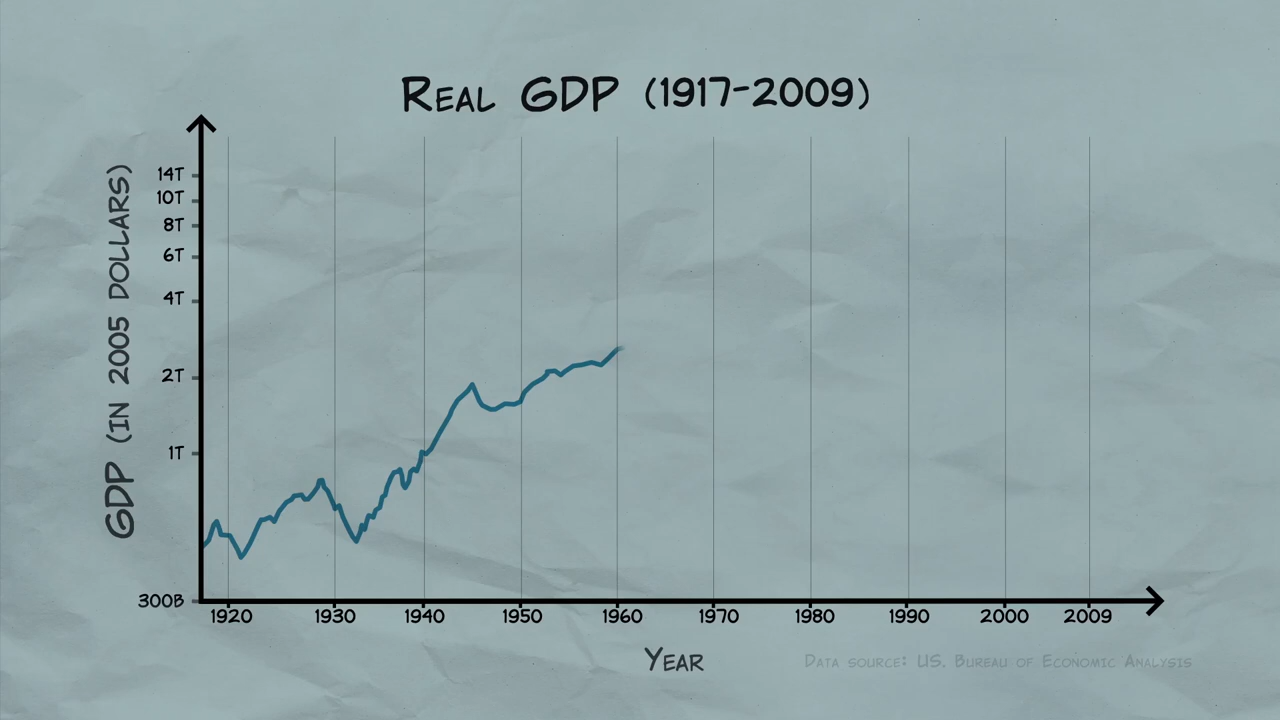 Real GDP (1917-2009)
GDP (in 2005 dollars)
14T
10T
8T
6T
4T
2T
1T
300B
1920 1930 1940 1950 1960 1970 1980 1990 2000 2009
Year
Data source: US. Bureau of Economic Analysis